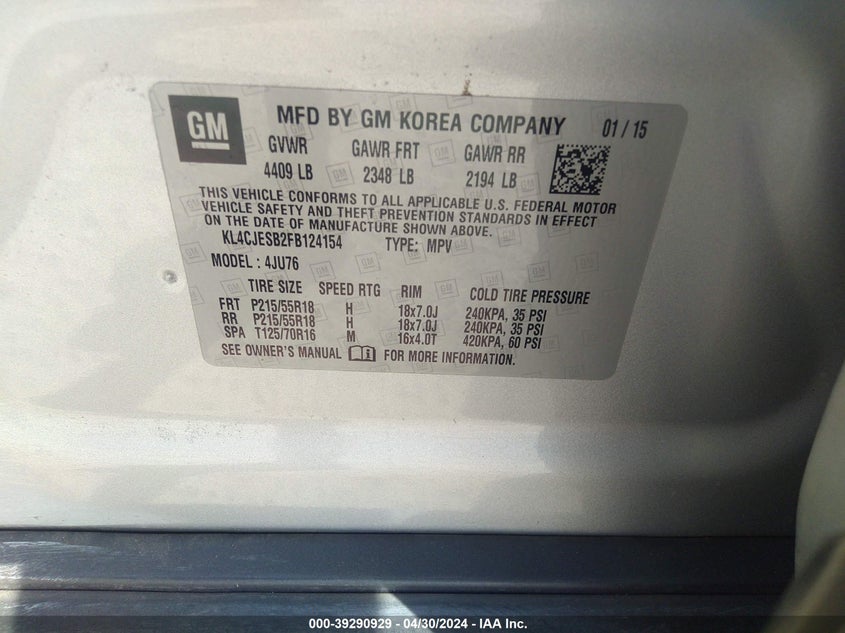 GM MFD BY GM KOREA COMPANY 01 / 15
GVWR GAWR FRT GAWR RR
4409 LB 2348 LB 2194 LB
THIS VEHICLE CONFORMS TO ALL APPLICABLE U.S. FEDERAL MOTOR
VEHICLE SAFETY AND THEFT PREVENTION STANDARDS IN EFFECT
ON THE DATE OF MANUFACTURE SHOWN ABOVE.
KL4CJESB2FB124154 TYPE: MPV
MODEL : 4JU76
TIRE SIZE SPEED RTG RIM COLD TIRE PRESSURE
FRT P215/55R18 H 18x7.0J 240KPA, 35 PSI
RR P215/55R18 H 18x7.0J 240KPA, 35 PSI
SPA T125/70R16 M 16x4.0T 420KPA, 60 PSI
SEE OWNER'S MANUAL FOR MORE INFORMATION.
000-39290929 - 04/30/2024 - IAA Inc.